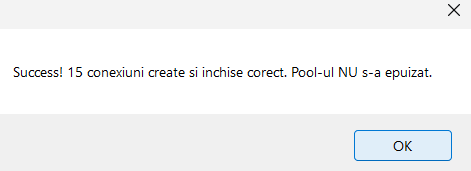 Success! 15 conexiuni create si inchise corect. Pool-ul NU s-a epuizat.
OK